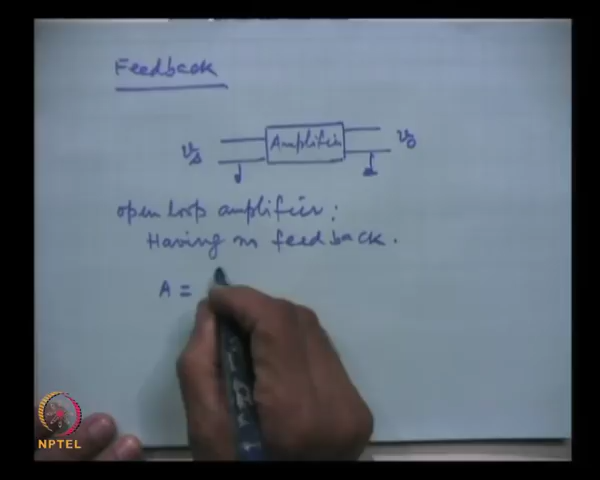 Feedback
Vs Amplifier Vo
open loop amplifier:
Having no feedback.
A =
NPTEL